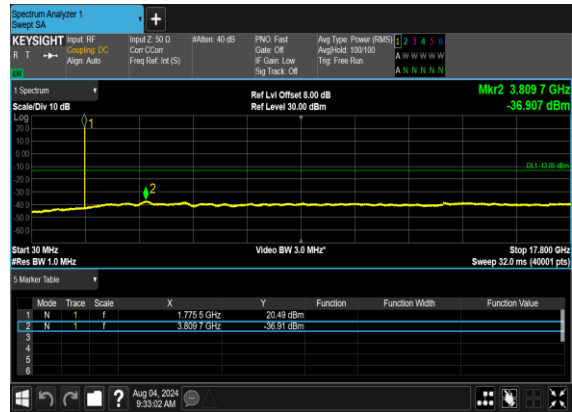 Spectrum Analyzer 1
Swept SA
+
KEYSIGHT Input: RF Input Z: 50 Ω #Atten: 40 dB PNO: Fast Avg Type: Power (RMS) 1 2 3 4 5 6
R T Coupling: DC Corr CCorr Gate: Off Avg|Hold: 100/100 A W W W W W
Align: Auto Freq Ref: Int (S) IF Gain: Low Trig: Free Run
Sig Track: Off A N N N N N
1 Spectrum Ref Lvl Offset 8.00 dB Mkr2 3.809 7 GHz
Scale/Div 10 dB Ref Level 30.00 dBm -36.907 dBm
Log
1
20.0
10.0
0.00
-10.0
DL1 -13.00 dBm
-20.0
-30.0
2
-40.0
-50.0
-60.0
Start 30 MHz Video BW 3.0 MHz* Stop 17.800 GHz
#Res BW 1.0 MHz Sweep 32.0 ms (40001 pts)
5 Marker Table
Mode Trace Scale X Y Function Function Width Function Value
1 N 1 f 1.775 5 GHz 20.49 dBm
2 N 1 f 3.809 7 GHz -36.91 dBm
3
4
5
6
? Aug 04, 2024
9:33:02 AM